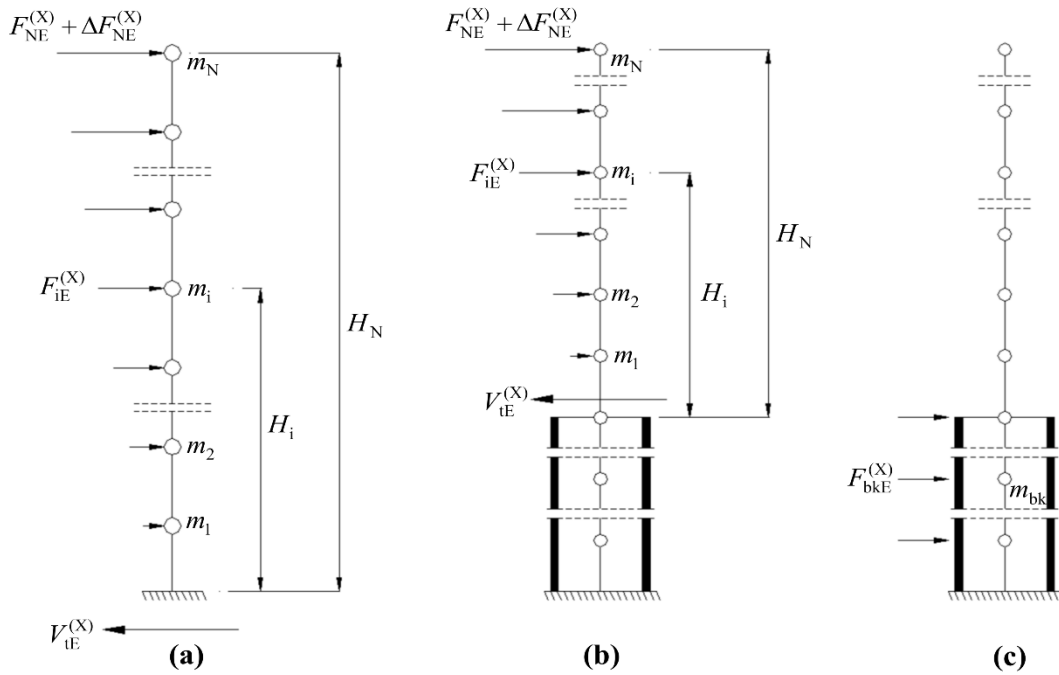 F_NE^(X) + ΔF_NE^(X)
m_N
F_iE^(X)
m_i
H_N
H_i
m_2
m_1
V_tE^(X)
(a)
F_NE^(X) + ΔF_NE^(X)
m_N
F_iE^(X)
m_i
H_N
H_i
m_2
m_1
V_tE^(X)
(b)
F_bkE^(X)
m_bk
(c)